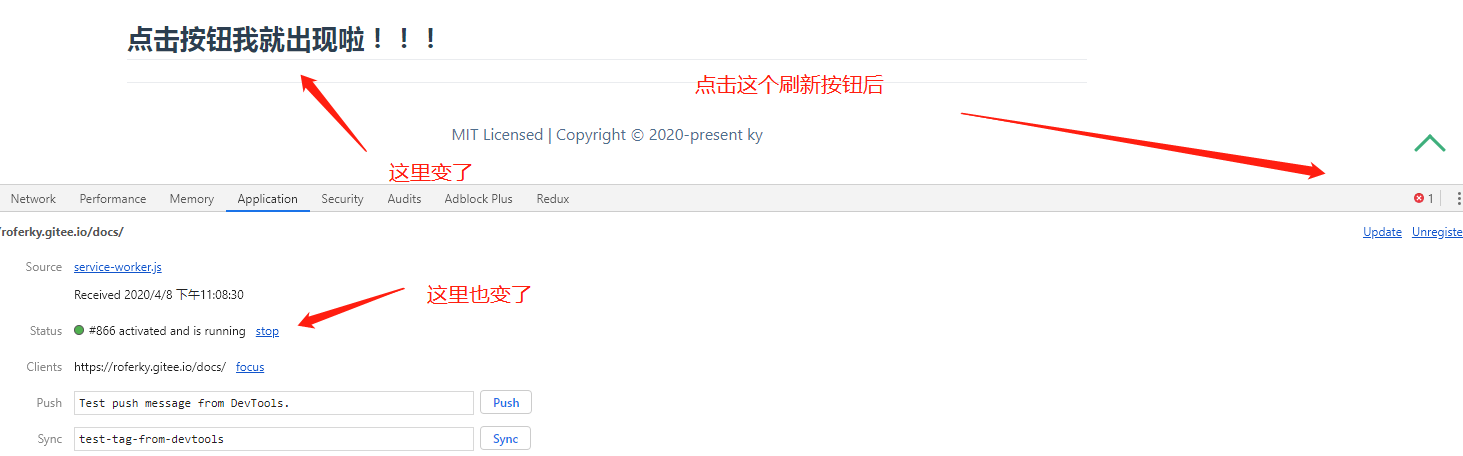 点击按钮我就出现啦！！！
点击这个刷新按钮后
MIT Licensed | Copyright © 2020-present ky
这里变了
Network Performance Memory Application Security Audits Adblock Plus Redux 1
/roferky.gitee.io/docs/ Update Unregiste
Source service-worker.js
Received 2020/4/8 下午11:08:30
这里也变了
Status #866 activated and is running stop
Clients https://roferky.gitee.io/docs/ focus
Push Test push message from DevTools. Push
Sync test-tag-from-devtools Sync